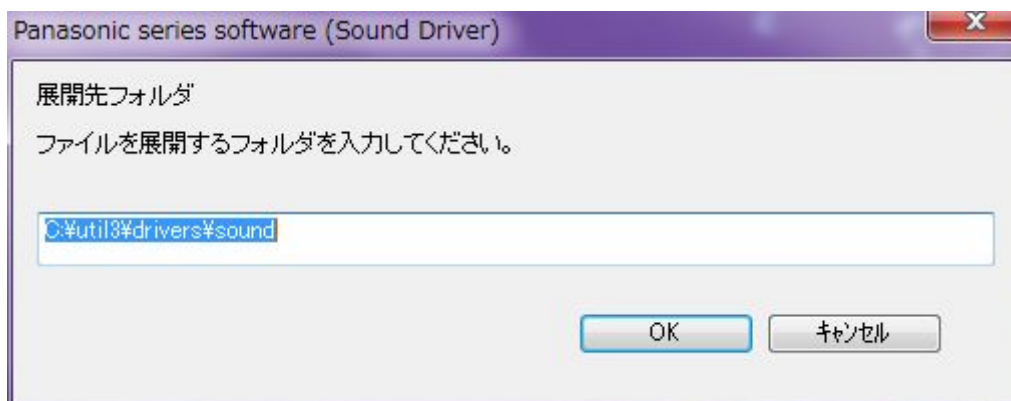 Panasonic series software (Sound Driver)
展開先フォルダ
ファイルを展開するフォルダを入力してください。
C:¥util3¥drivers¥sound
OK
キャンセル